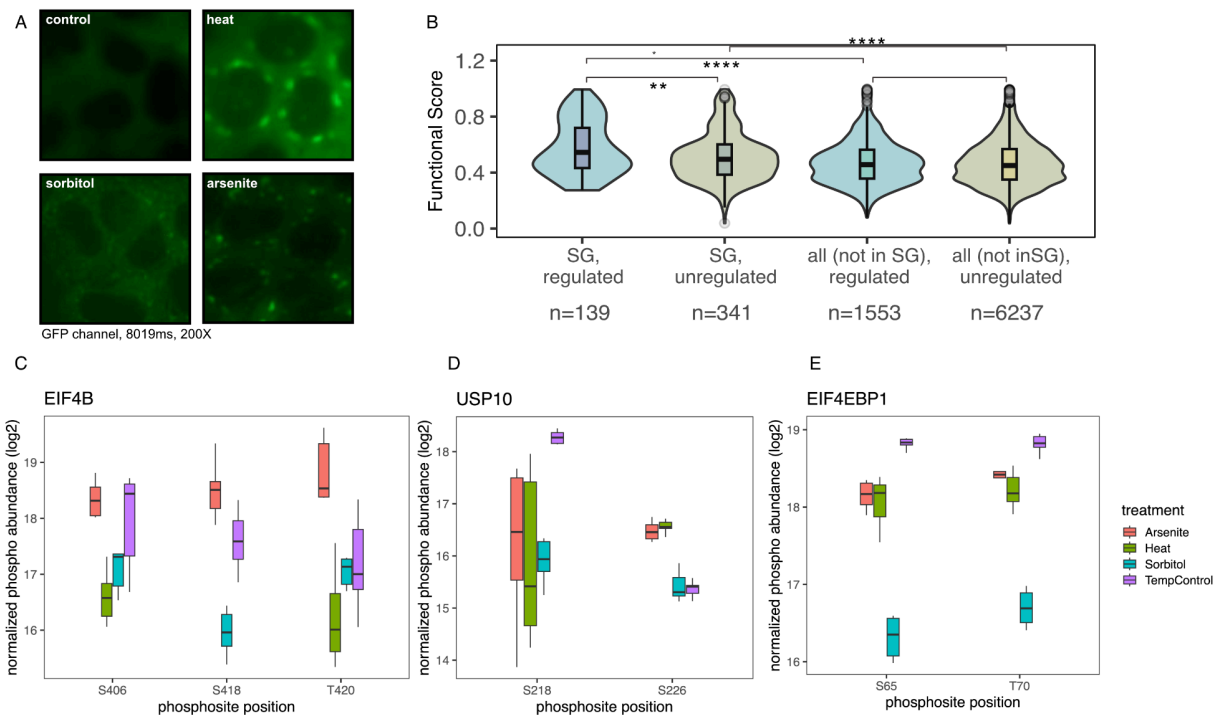 A
control
heat
sorbitol
arsenite
GFP channel, 8019ms, 200X
B
Functional Score
1.2
0.8
0.4
0.0
****
****
**
SG,
regulated
SG,
unregulated
all (not in SG),
regulated
all (not inSG),
unregulated
n=139
n=341
n=1553
n=6237
C
EIF4B
normalized phospho abundance (log2)
19
18
17
16
S406
S418
T420
phosphosite position
D
USP10
normalized phospho abundance (log2)
18
17
16
15
14
S218
S226
phosphosite position
E
EIF4EBP1
normalized phospho abundance (log2)
19
18
17
16
S65
T70
phosphosite position
treatment
Arsenite
Heat
Sorbitol
TempControl